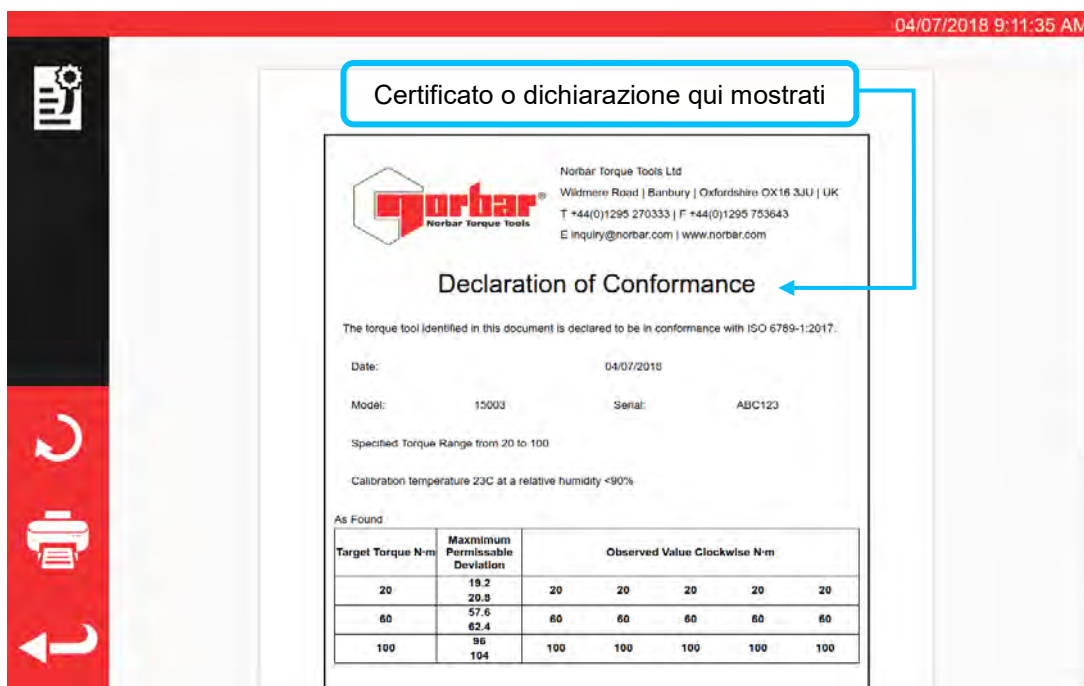 04/07/2018 9:11:35 AM
Certificato o dichiarazione qui mostrati
norbar®
Norbar Torque Tools
Norbar Torque Tools Ltd
Wildmere Road | Banbury | Oxfordshire OX16 3JU | UK
T +44(0)1295 270333 | F +44(0)1295 753643
E inquiry@norbar.com | www.norbar.com
Declaration of Conformance
The torque tool identified in this document is declared to be in conformance with ISO 6789-1:2017.
Date: 04/07/2018
Model: 15003 Serial: ABC123
Specified Torque Range from 20 to 100
Calibration temperature 23C at a relative humidity <90%
As Found
Target Torque N·m
Maxmimum
Permissable
Deviation
Observed Value Clockwise N·m
20 19.2 20.8 20 20 20 20 20
60 57.6 62.4 60 60 60 60 60
100 96 104 100 100 100 100 100